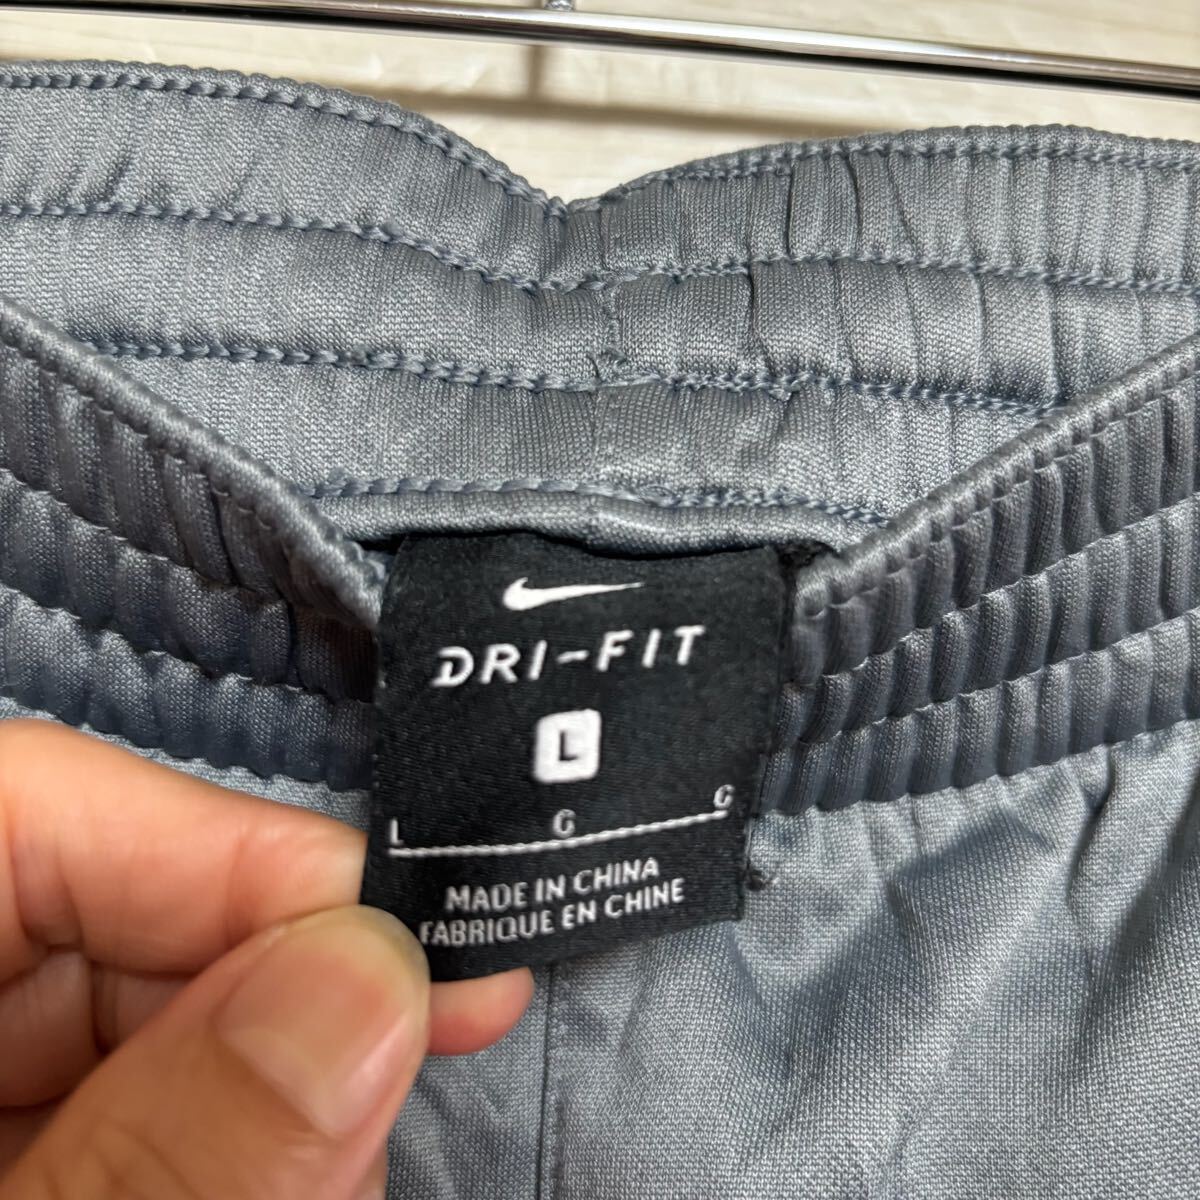 DRI-FIT
L
L G G
MADE IN CHINA
FABRIQUE EN CHINE